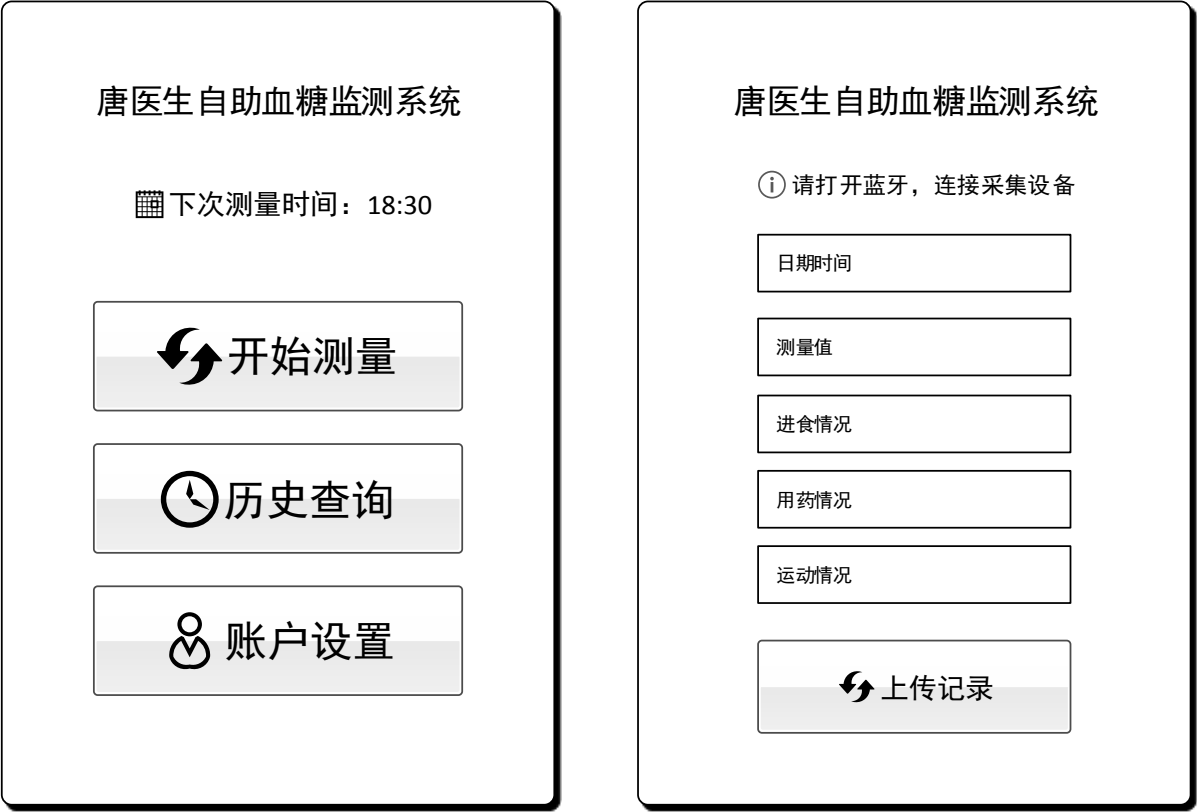 唐医生自助血糖监测系统
下次测量时间：18:30
开始测量
历史查询
账户设置
唐医生自助血糖监测系统
请打开蓝牙，连接采集设备
日期时间
测量值
进食情况
用药情况
运动情况
上传记录